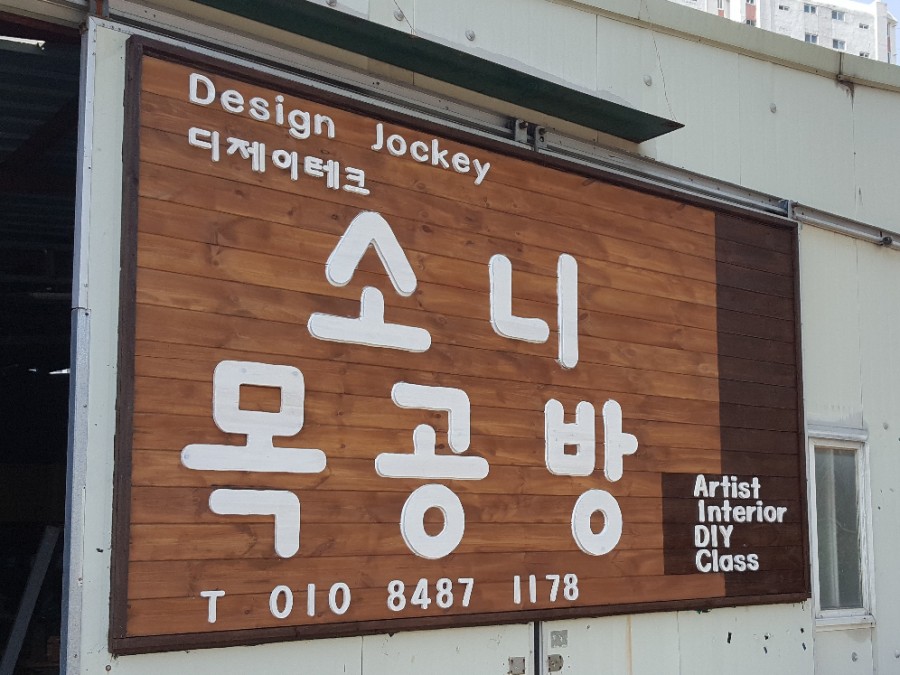 Design Jockey
디제이테크
소니
목공방
T 010 8487 1178
Artist
Interior
DIY
Class